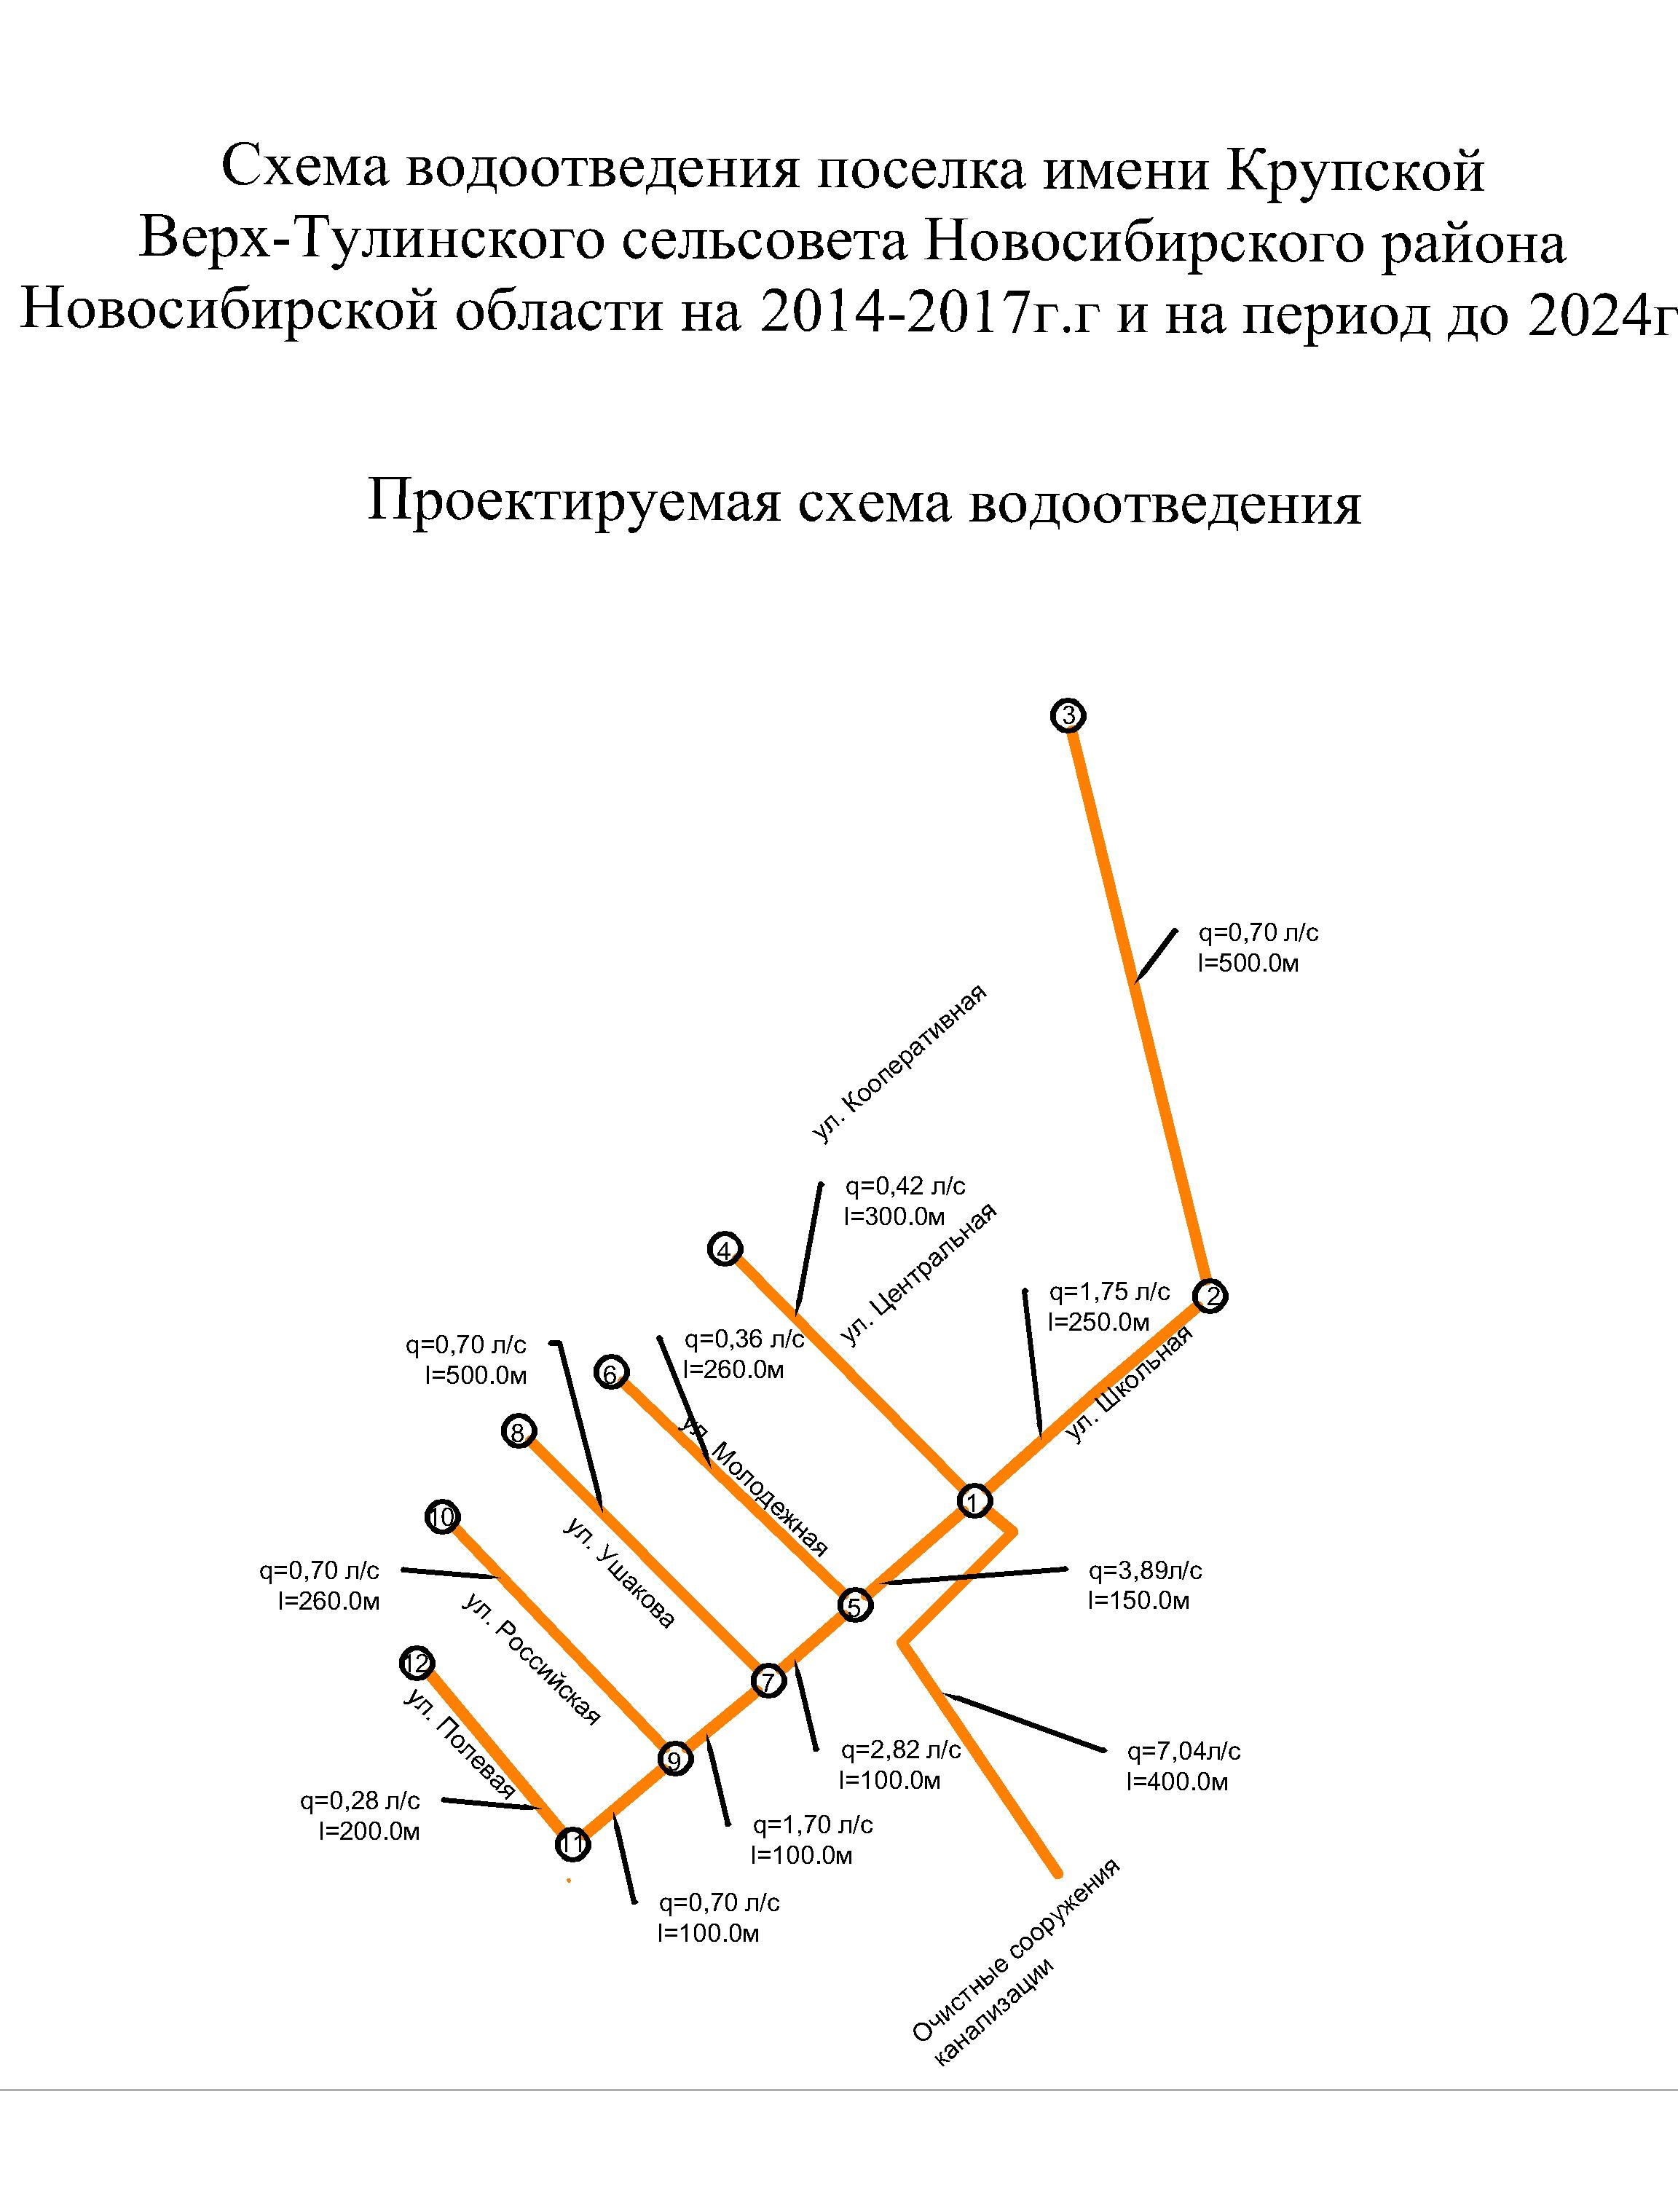 Схема водоотведения поселка имени Крупской
Верх-Тулинского сельсовета Новосибирского района
Новосибирской области на 2014-2017г.г и на период до 2024г
Проектируемая схема водоотведения
3
q=0,70 л/с
l=500.0м
ул. Кооперативная
q=0,42 л/с
l=300.0м
ул. Центральная
4
q=1,75 л/с
l=250.0м
2
ул. Школьная
q=0,70 л/с
l=500.0м
q=0,36 л/с
l=260.0м
6
8
ул. Молодежная
1
10
ул. Ушакова
q=0,70 л/с
l=260.0м
q=3,89л/с
l=150.0м
5
ул. Российская
12
7
ул. Полевая
9
q=2,82 л/с
l=100.0м
q=7,04л/с
l=400.0м
q=0,28 л/с
l=200.0м
11
q=1,70 л/с
l=100.0м
q=0,70 л/с
l=100.0м
Очистные сооружения
канализации